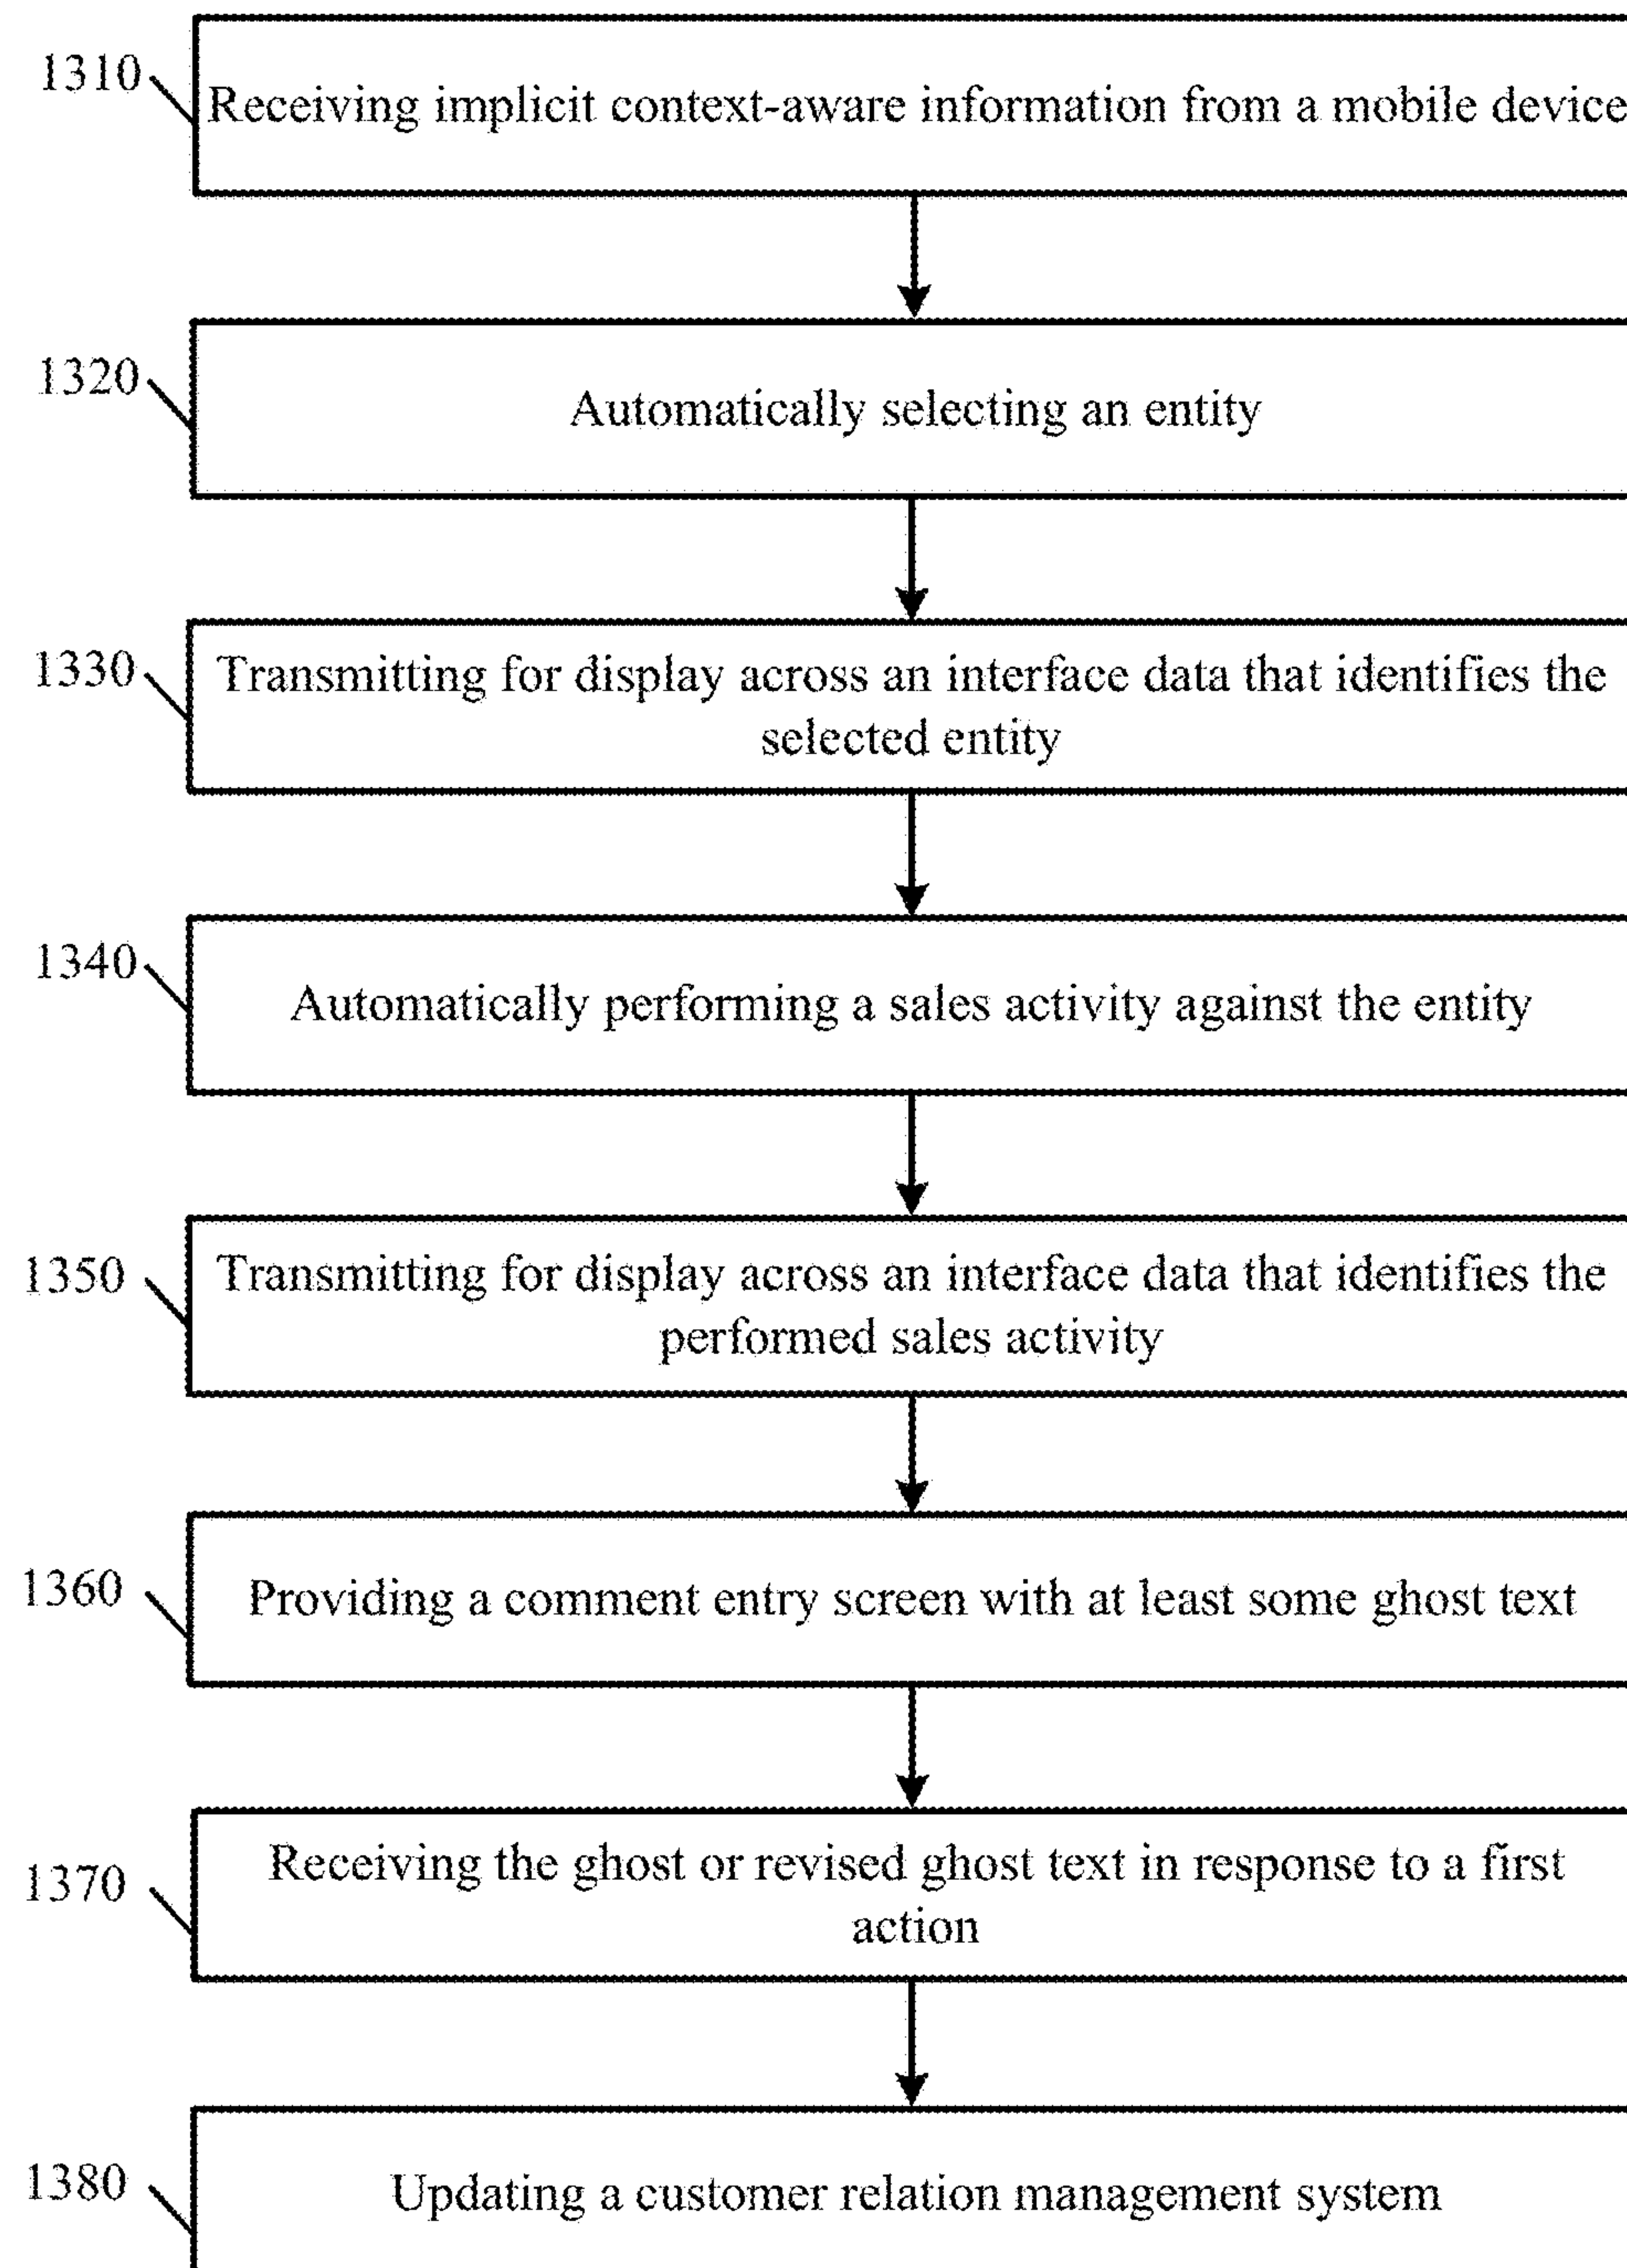 1310
Receiving implicit context-aware information from a mobile device
1320
Automatically selecting an entity
1330
Transmitting for display across an interface data that identifies the
selected entity
1340
Automatically performing a sales activity against the entity
1350
Transmitting for display across an interface data that identifies the
performed sales activity
1360
Providing a comment entry screen with at least some ghost text
1370
Receiving the ghost or revised ghost text in response to a first
action
1380
Updating a customer relation management system